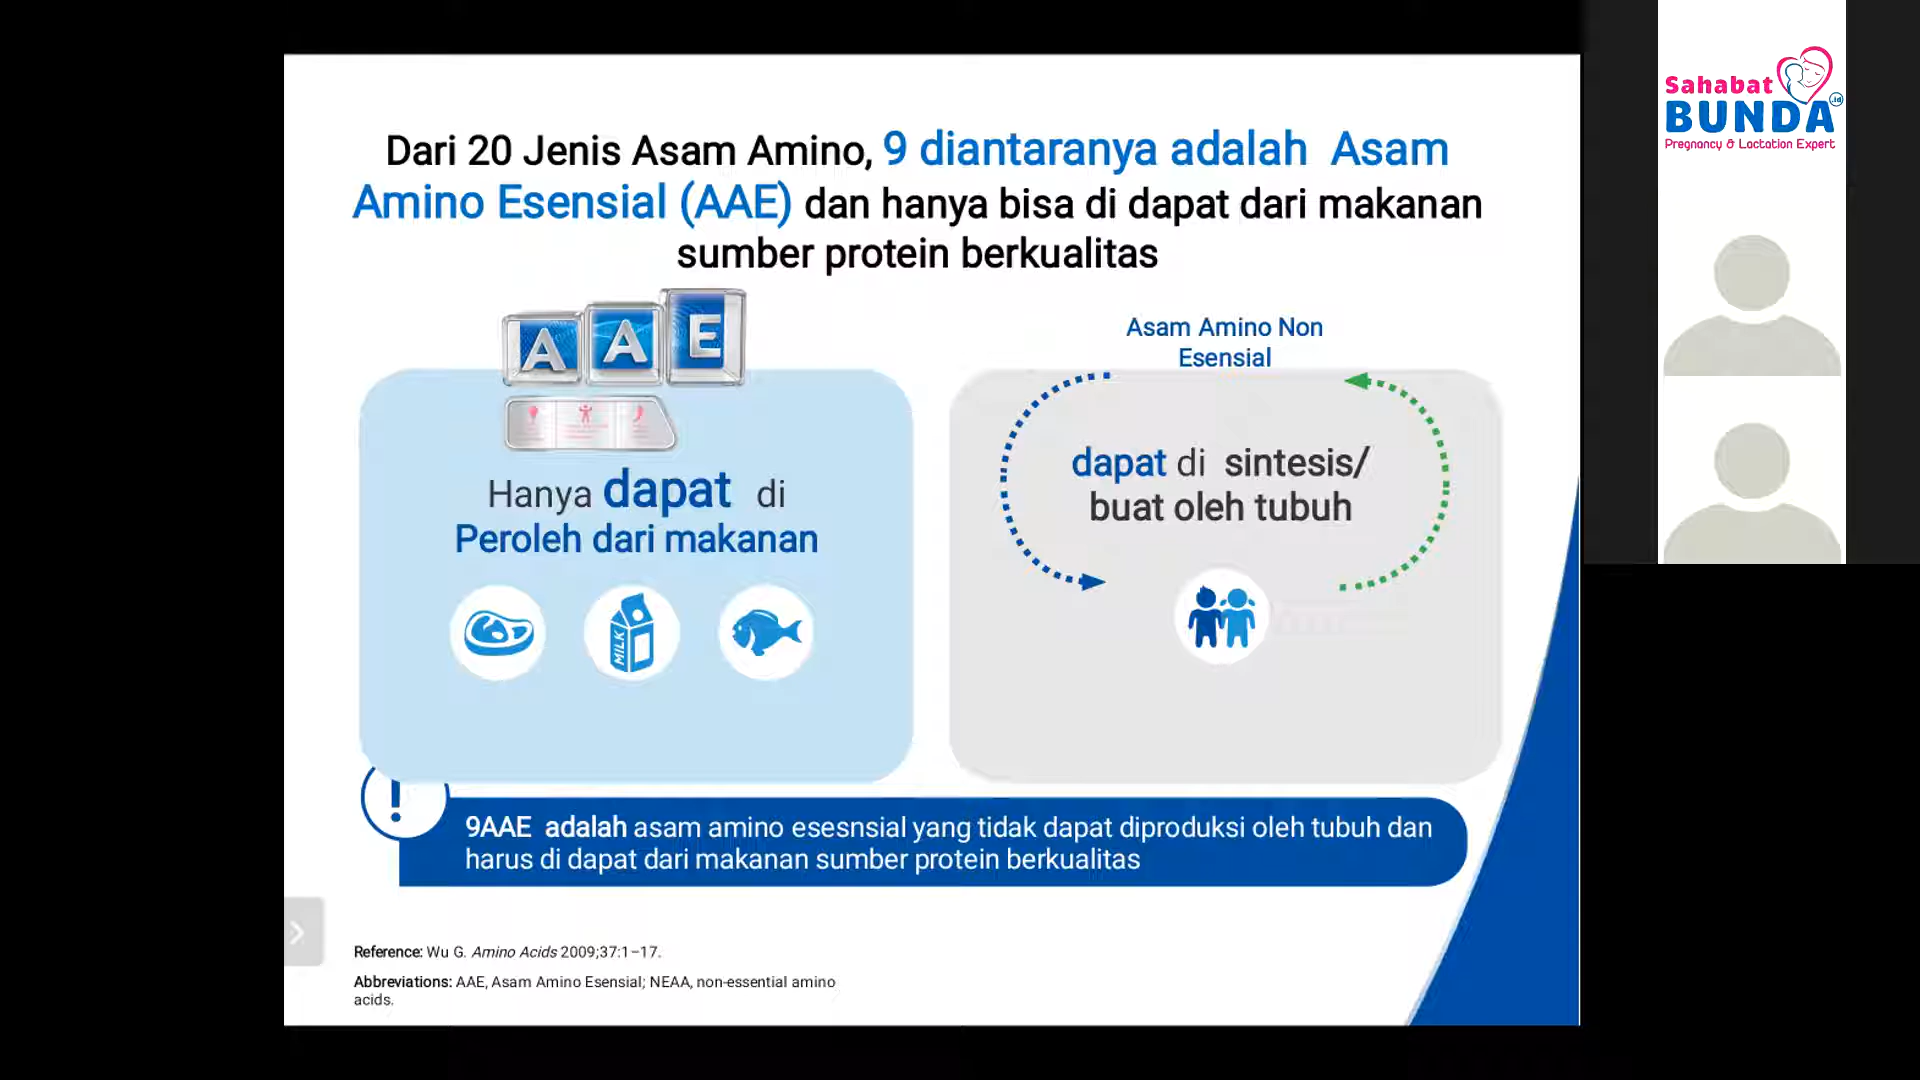 Sahabat
BUNDA
.id
Pregnancy & Lactation Expert
Dari 20 Jenis Asam Amino, 9 diantaranya adalah Asam
Amino Esensial (AAE) dan hanya bisa di dapat dari makanan
sumber protein berkualitas
A A E
Hanya dapat di
Peroleh dari makanan
MILK
Asam Amino Non
Esensial
dapat di sintesis/
buat oleh tubuh
!
9AAE adalah asam amino esesnsial yang tidak dapat diproduksi oleh tubuh dan
harus di dapat dari makanan sumber protein berkualitas
Reference: Wu G. Amino Acids 2009;37:1–17.
Abbreviations: AAE, Asam Amino Esensial; NEAA, non-essential amino
acids.